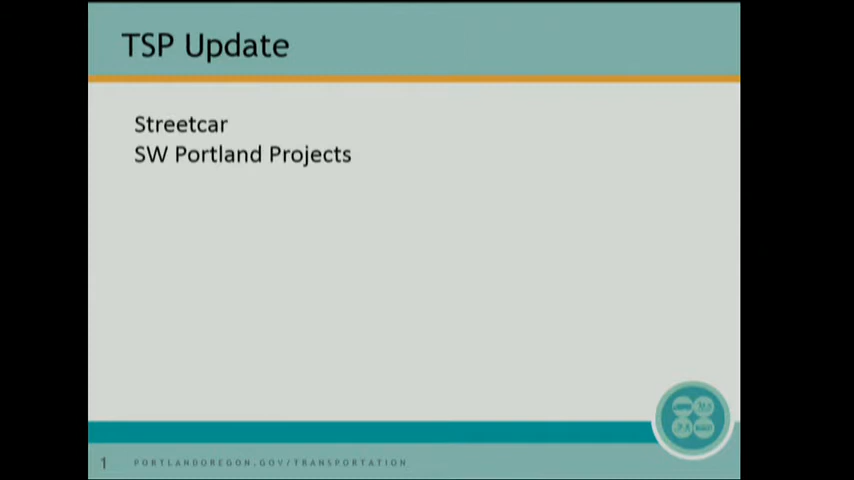 TSP Update
Streetcar
SW Portland Projects
1
PORTLANDOREGON.GOV/TRANSPORTATION